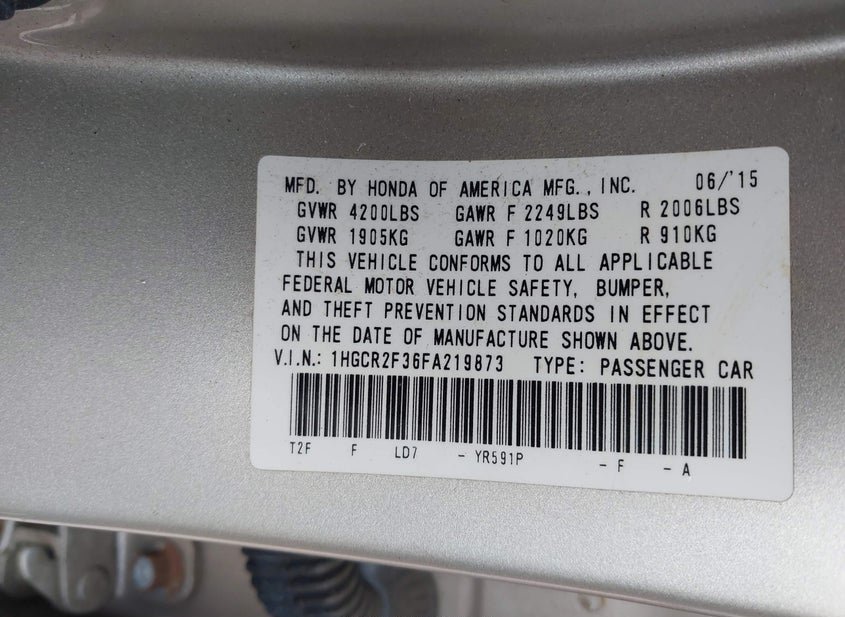 MFD. BY HONDA OF AMERICA MFG., INC. 06/'15
GVWR 4200LBS GAWR F 2249LBS R 2006LBS
GVWR 1905KG GAWR F 1020KG R 910KG
THIS VEHICLE CONFORMS TO ALL APPLICABLE
FEDERAL MOTOR VEHICLE SAFETY, BUMPER,
AND THEFT PREVENTION STANDARDS IN EFFECT
ON THE DATE OF MANUFACTURE SHOWN ABOVE.
V.I.N.: 1HGCR2F36FA219873 TYPE: PASSENGER CAR
T2F F LD7 - YR591P - F - A